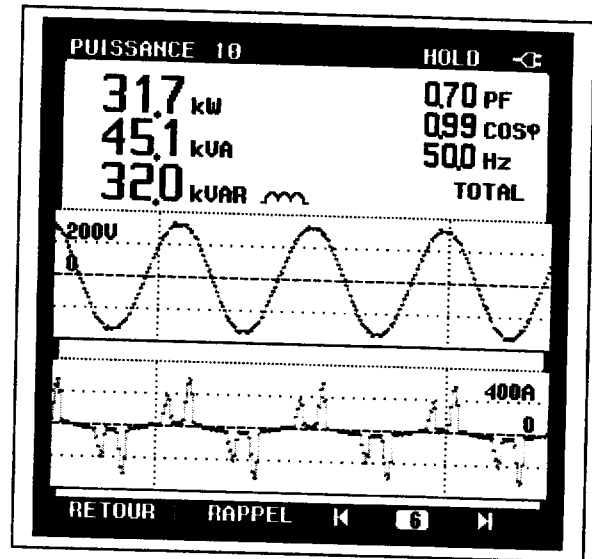 PUISSANCE 1Ø HOLD
31.7 kW
0.70 PF
45.1 kVA
0.99 COSφ
32.0 kVAR
50.0 Hz
TOTAL
200V
0
400A
0
RETOUR RAPPEL 6